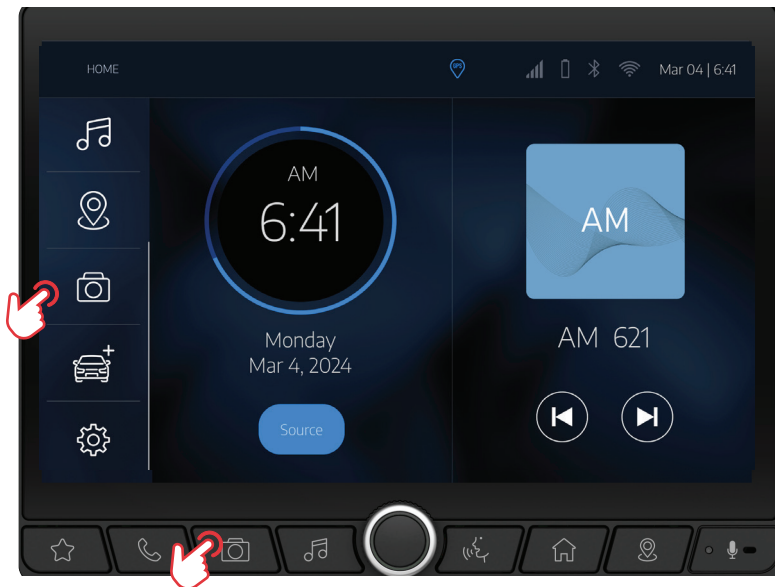 HOME
GPS
Mar 04 | 6:41
AM
6:41
Monday
Mar 4, 2024
Source
AM
AM 621